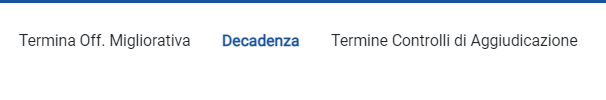 Termina Off. Migliorativa Decadenza Termine Controlli di Aggiudicazione